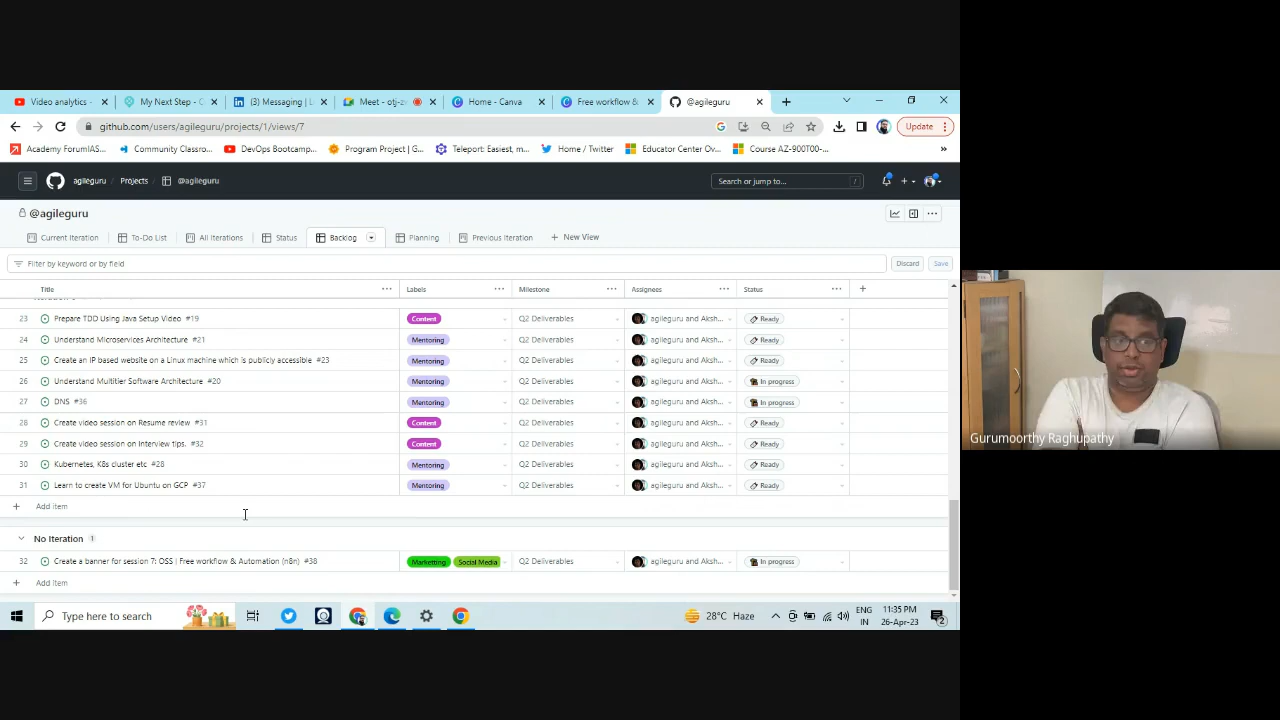 Video analytics -
My Next Step - C
(3) Messaging | Li
Meet - otj-z
Home - Canva
Free workflow &
@agileguru
github.com/users/agileguru/projects/1/views/7
Update
Academy ForumIAS...
Community Classro...
DevOps Bootcamp...
Program Project | G...
Teleport: Easiest, m...
Home / Twitter
Educator Center Ov...
Course AZ-900T00-...
»
agileguru / Projects / @agileguru
Search or jump to... /
@agileguru
Current Iteration
To-Do List
All Iterations
Status
Backlog
Planning
Previous Iteration
+ New View
Filter by keyword or by field
Discard
Save
Title Labels Milestone Assignees Status
23 Prepare TDD Using Java Setup Video #19 Content Q2 Deliverables agileguru and Aksh... Ready
24 Understand Microservices Architecture #21 Mentoring Q2 Deliverables agileguru and Aksh... Ready
25 Create an IP based website on a Linux machine which is publicly accessible #23 Mentoring Q2 Deliverables agileguru and Aksh... Ready
26 Understand Multitier Software Architecture #20 Mentoring Q2 Deliverables agileguru and Aksh... In progress
27 DNS #36 Mentoring Q2 Deliverables agileguru and Aksh... In progress
28 Create video session on Resume review #31 Content Q2 Deliverables agileguru and Aksh... Ready
29 Create video session on Interview tips. #32 Content Q2 Deliverables agileguru and Aksh... Ready
30 Kubernetes, K8s cluster etc #28 Mentoring Q2 Deliverables agileguru and Aksh... Ready
31 Learn to create VM for Ubuntu on GCP #37 Mentoring Q2 Deliverables agileguru and Aksh... Ready
+ Add item
No Iteration 1
32 Create a banner for session 7: OSS | Free workflow & Automation (n8n) #38 Marketting Social Media Q2 Deliverables agileguru and Aksh... In progress
+ Add item
Gurumoorthy Raghupathy
Type here to search
28°C Haze
ENG
IN
11:35 PM
26-Apr-23
2